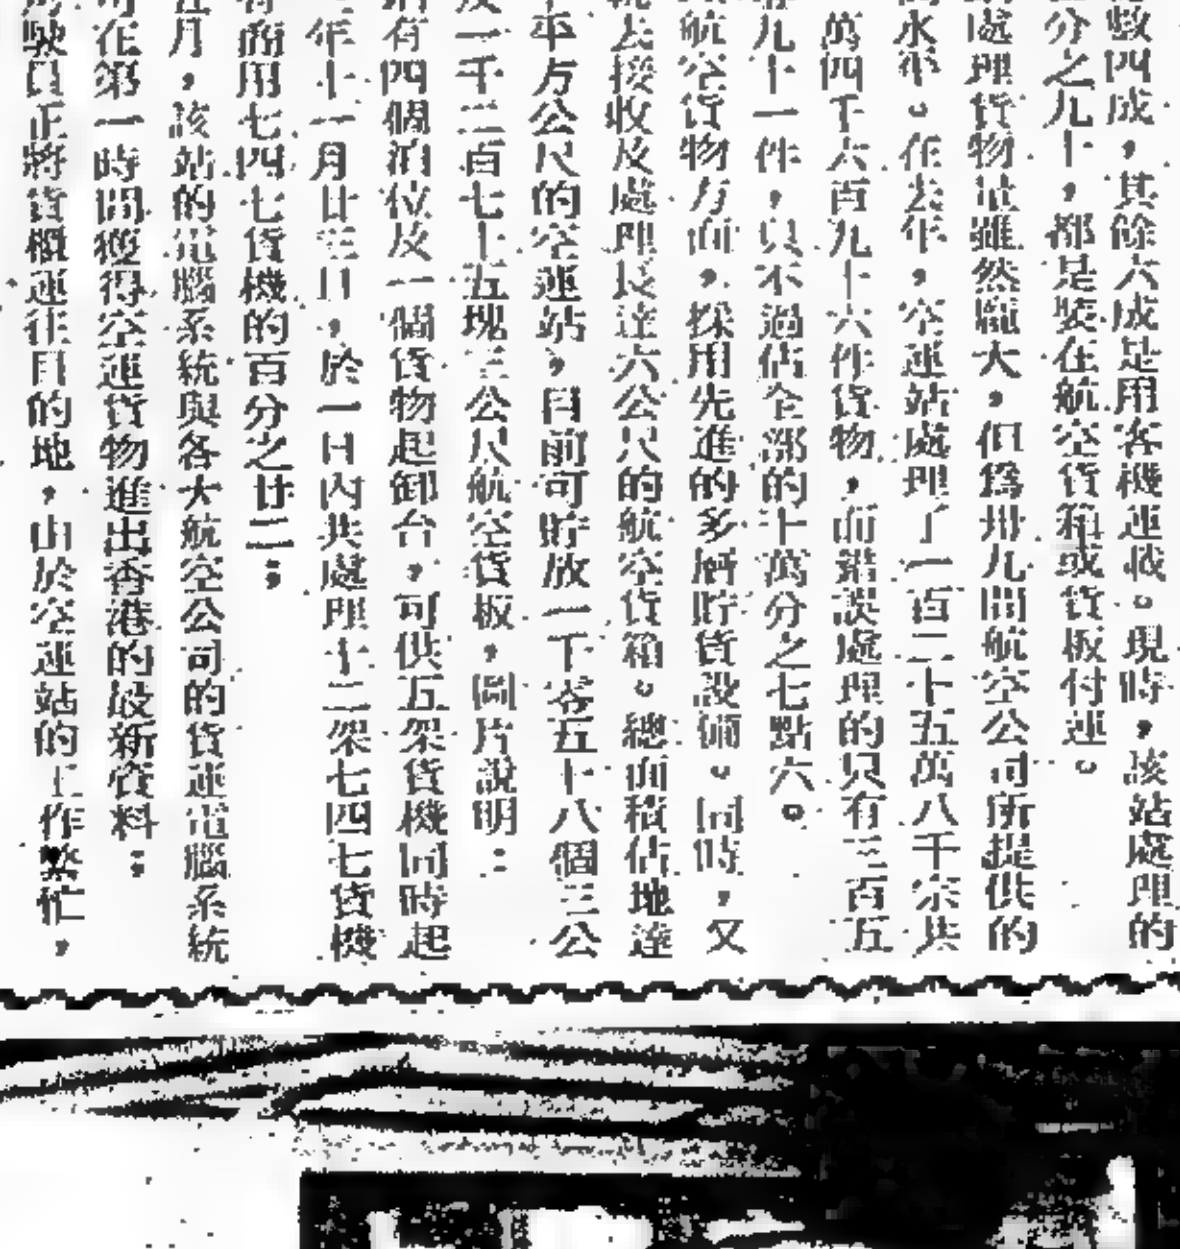 數四成,其餘六成是用客機運載。現時,該站處理的
分之九十,都是裝在航空貨箱或貨板付運。
處理貨物量雖然龐大,但爲卅九間航空公司所提供的
水準。在去年,空運站處理了一百二十五萬八千宗共
萬四千六百九十六件貨物,而錯誤處理的只有三百五
九十一件,只不過佔全部的十萬分之七點六。
航空貨物方面,採用先進的多層貯貨設備。同時,又
去接收及處理長達六公尺的航空貨箱。總面積佔地達
平方公尺的空運站,目前可貯放一千零五十八個三公
一千二百七十五塊三公尺航空貨板,圖片說明:
有四個泊位及一個貨物起卸台,可供五架貨機同時起
年十一月廿三日,於一日內共處理十二架七四七貨機
商用七四七貨機的百分之廿二;
月,該站的電腦系統與各大航空公司的貨運電腦系統
在第一時間獲得空運貨物進出香港的最新資料;
駛員正將貨櫃運往目的地,由於空運站的工作繁忙,